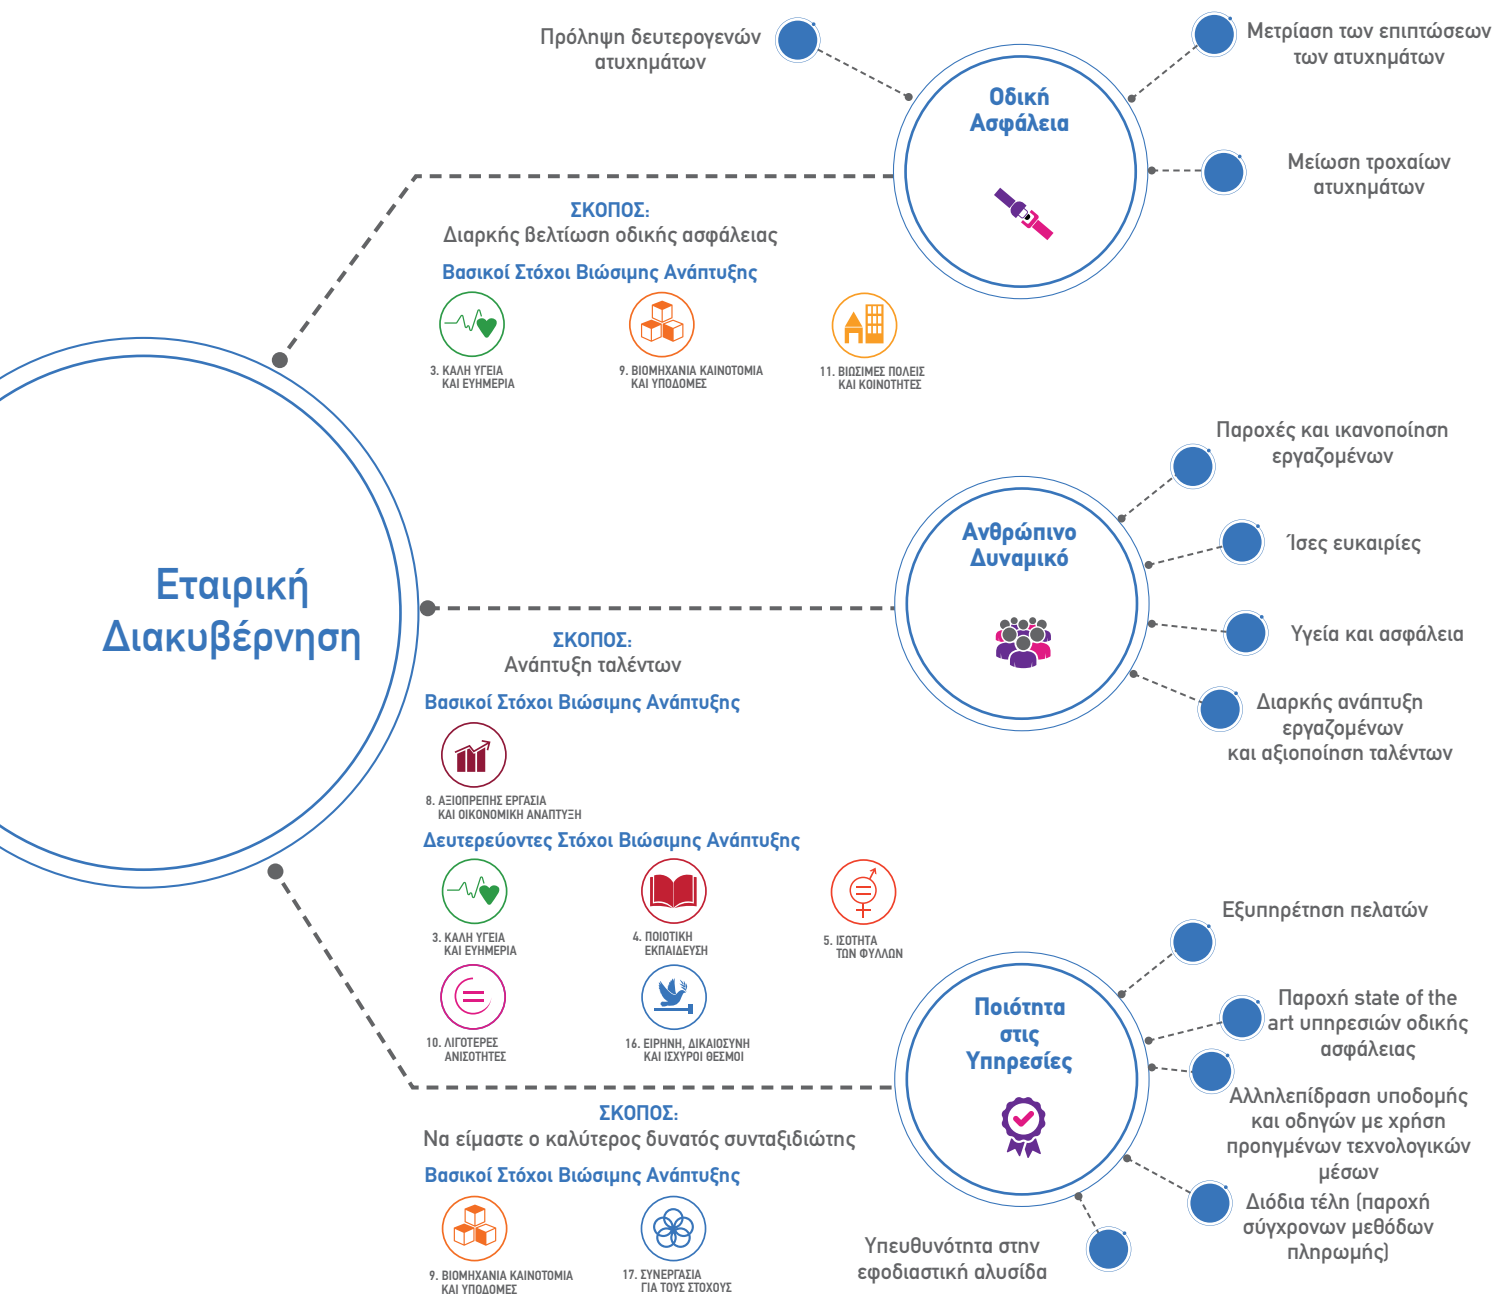 Πρόληψη δευτερογενών
ατυχημάτων
Μετρίαση των επιπτώσεων
των ατυχημάτων
Οδική
Ασφάλεια
Μείωση τροχαίων
ατυχημάτων
ΣΚΟΠΟΣ:
Διαρκής βελτίωση οδικής ασφάλειας
Βασικοί Στόχοι Βιώσιμης Ανάπτυξης
3. ΚΑΛΗ ΥΓΕΙΑ
ΚΑΙ ΕΥΗΜΕΡΙΑ
9. ΒΙΟΜΗΧΑΝΙΑ ΚΑΙΝΟΤΟΜΙΑ
ΚΑΙ ΥΠΟΔΟΜΕΣ
11. ΒΙΩΣΙΜΕΣ ΠΟΛΕΙΣ
ΚΑΙ ΚΟΙΝΟΤΗΤΕΣ
Εταιρική
Διακυβέρνηση
Παροχές και ικανοποίηση
εργαζομένων
Ανθρώπινο
Δυναμικό
Ίσες ευκαιρίες
Υγεία και ασφάλεια
Διαρκής ανάπτυξη
εργαζομένων
και αξιοποίηση ταλέντων
ΣΚΟΠΟΣ:
Ανάπτυξη ταλέντων
Βασικοί Στόχοι Βιώσιμης Ανάπτυξης
8. ΑΞΙΟΠΡΕΠΗΣ ΕΡΓΑΣΙΑ
ΚΑΙ ΟΙΚΟΝΟΜΙΚΗ ΑΝΑΠΤΥΞΗ
Δευτερεύοντες Στόχοι Βιώσιμης Ανάπτυξης
3. ΚΑΛΗ ΥΓΕΙΑ
ΚΑΙ ΕΥΗΜΕΡΙΑ
4. ΠΟΙΟΤΙΚΗ
ΕΚΠΑΙΔΕΥΣΗ
5. ΙΣΟΤΗΤΑ
ΤΩΝ ΦΥΛΛΩΝ
10. ΛΙΓΟΤΕΡΕΣ
ΑΝΙΣΟΤΗΤΕΣ
16. ΕΙΡΗΝΗ, ΔΙΚΑΙΟΣΥΝΗ
ΚΑΙ ΙΣΧΥΡΟΙ ΘΕΣΜΟΙ
Εξυπηρέτηση πελατών
Ποιότητα
στις
Υπηρεσίες
Παροχή state of the
art υπηρεσιών οδικής
ασφάλειας
Αλληλεπίδραση υποδομής
και οδηγών με χρήση
προηγμένων τεχνολογικών
μέσων
Διόδια τέλη (παροχή
σύγχρονων μεθόδων
πληρωμής)
Υπευθυνότητα στην
εφοδιαστική αλυσίδα
ΣΚΟΠΟΣ:
Να είμαστε ο καλύτερος δυνατός συνταξιδιώτης
Βασικοί Στόχοι Βιώσιμης Ανάπτυξης
9. ΒΙΟΜΗΧΑΝΙΑ ΚΑΙΝΟΤΟΜΙΑ
ΚΑΙ ΥΠΟΔΟΜΕΣ
17. ΣΥΝΕΡΓΑΣΙΑ
ΓΙΑ ΤΟΥΣ ΣΤΟΧΟΥΣ